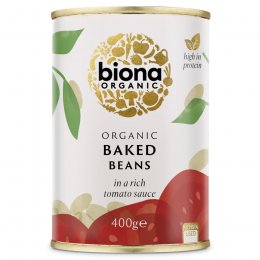 biona
ORGANIC
high in
protein
ORGANIC
BAKED
BEANS
in a rich
tomato sauce
400g℮